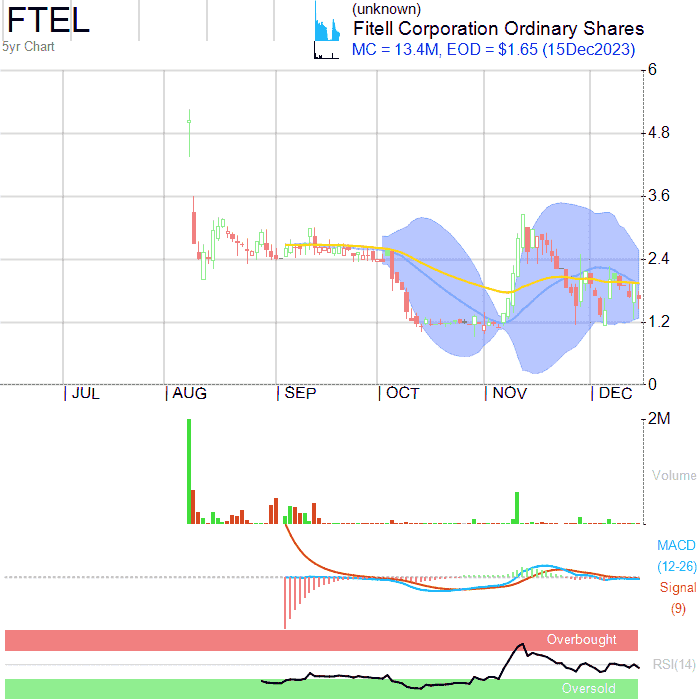 FTEL
5yr Chart
(unknown)
Fitell Corporation Ordinary Shares
MC = 13.4M, EOD = $1.65 (15Dec2023)
6
4.8
3.6
2.4
1.2
0
JUL AUG SEP OCT NOV DEC
2M
Volume
MACD
(12-26)
Signal
(9)
Overbought
RSI(14)
Oversold